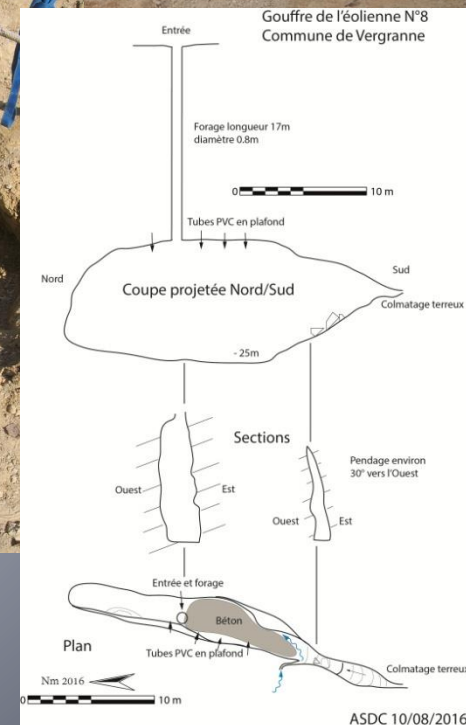 Gouffre de l'éolienne N°8
Commune de Vergranne
Entrée
Forage longueur 17m
diamètre 0.8m
0 10 m
Tubes PVC en plafond
Nord
Sud
Coupe projetée Nord/Sud
Colmatage terreux
- 25m
Sections
Pendage environ
30° vers l'Ouest
Ouest
Est
Ouest
Est
Entrée et forage
Béton
Plan
Tubes PVC en plafond
Colmatage terreux
Nm 2016
0 10 m
ASDC 10/08/2016